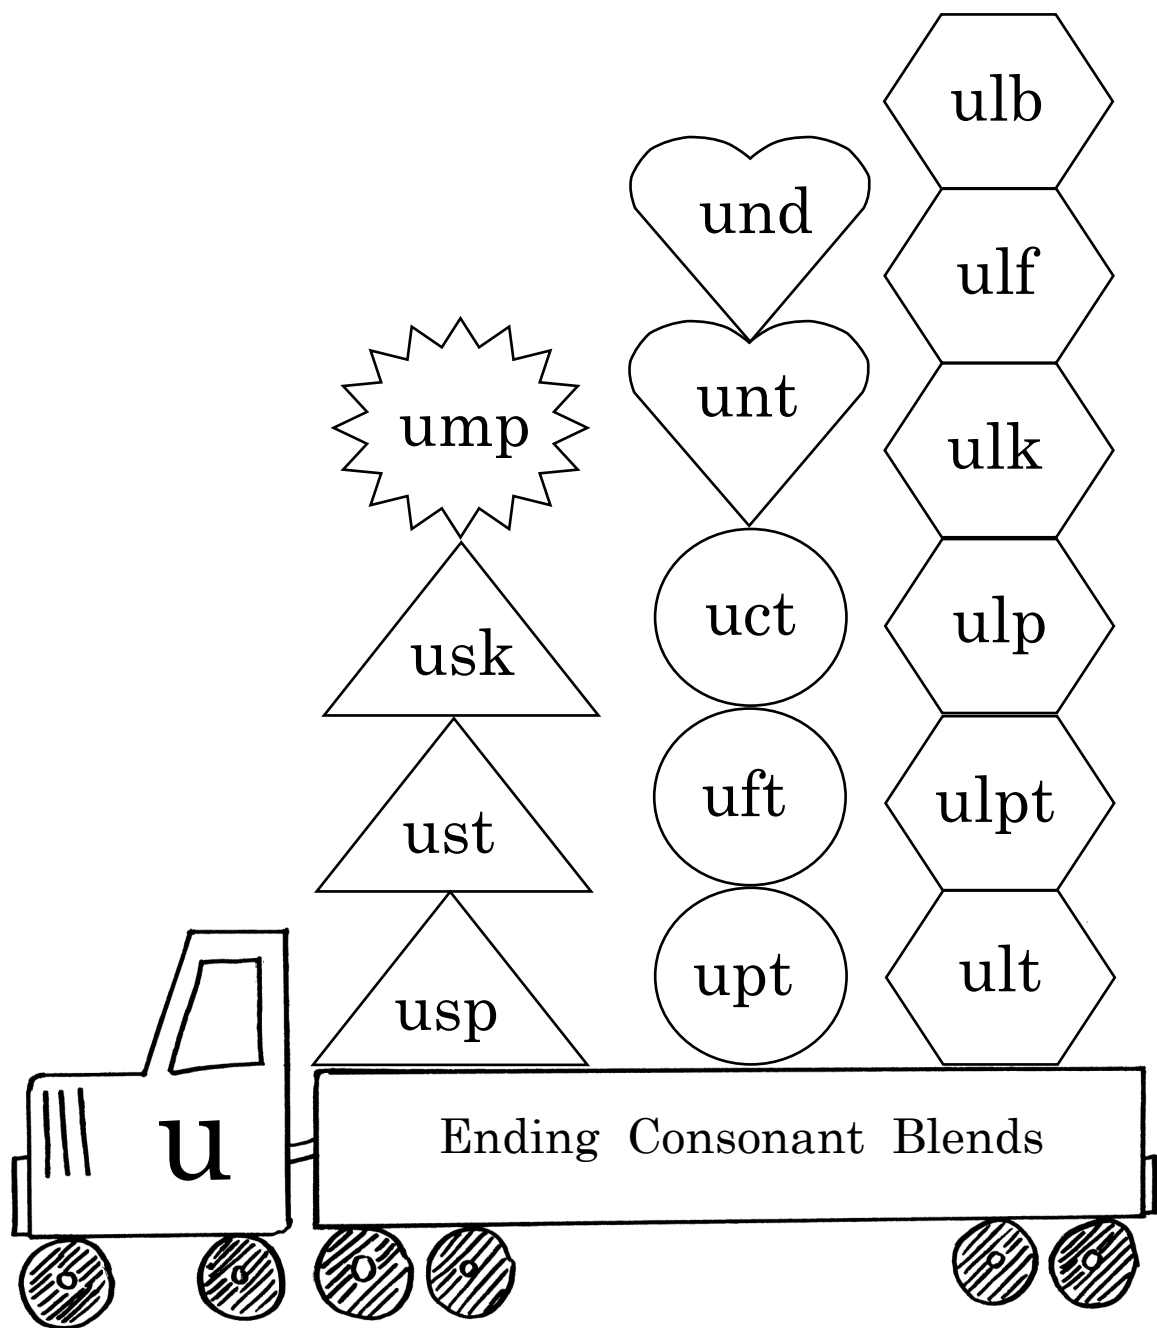 ulb
und
ulf
ump
unt
ulk
usk
uct
ulp
ust
uft
ulpt
usp
upt
ult
u
Ending Consonant Blends